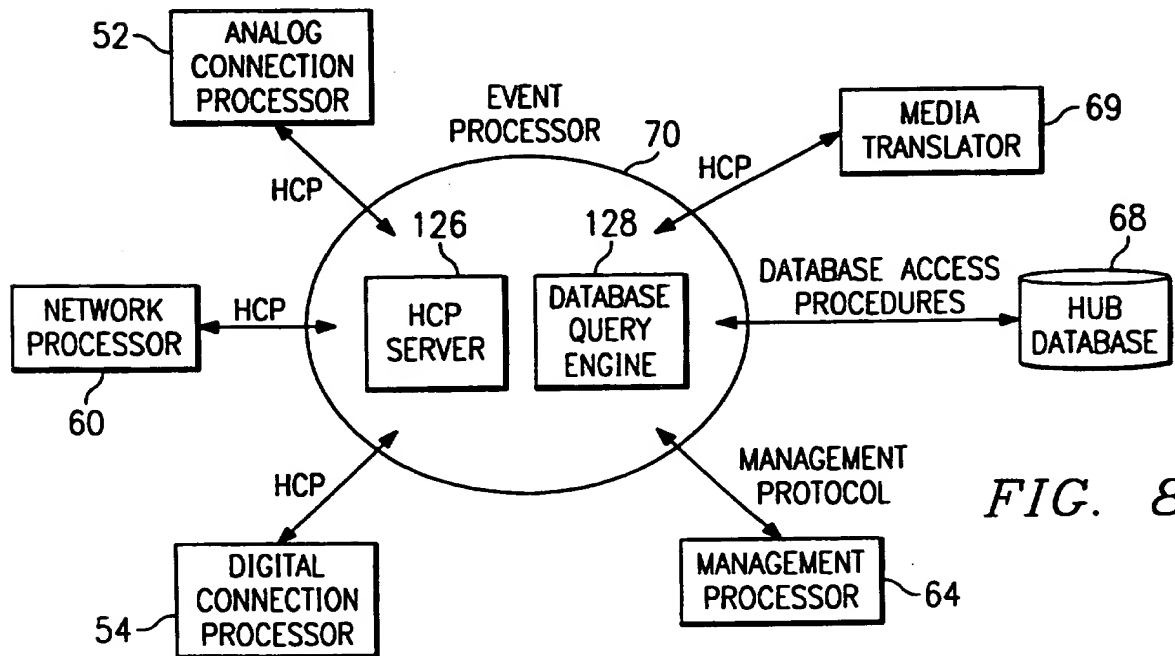 52
ANALOG
CONNECTION
PROCESSOR
EVENT
PROCESSOR
70
HCP
HCP
MEDIA
TRANSLATOR
69
126
128
HCP
SERVER
DATABASE
QUERY
ENGINE
DATABASE ACCESS
PROCEDURES
68
HUB
DATABASE
NETWORK
PROCESSOR
HCP
60
HCP
MANAGEMENT
PROTOCOL
DIGITAL
CONNECTION
PROCESSOR
54
MANAGEMENT
PROCESSOR
64
FIG. 8